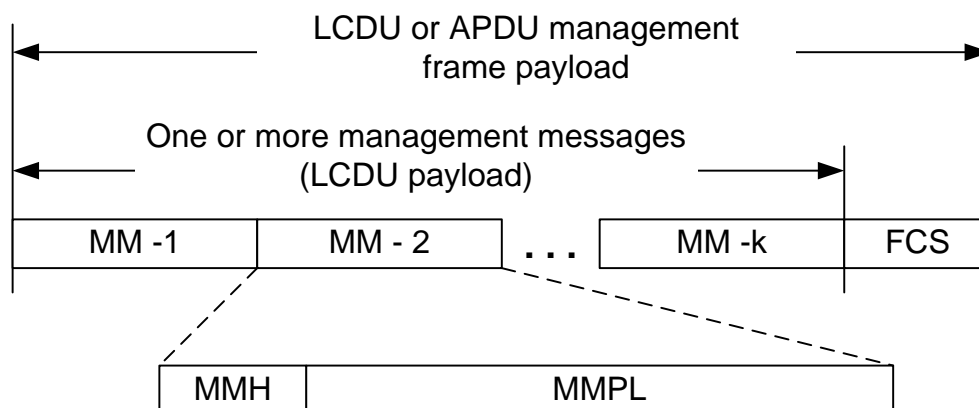 LCDU or APDU management
frame payload
One or more management messages
(LCDU payload)
MM -1
MM - 2
. . .
MM -k
FCS
MMH
MMPL